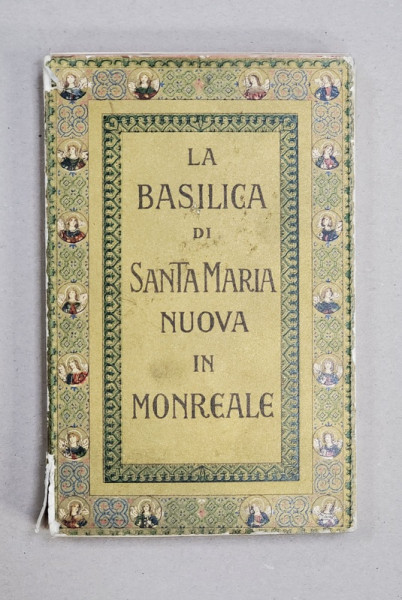 LA
BASILICA
DI
SANTA MARIA
NUOVA
IN
MONREALE